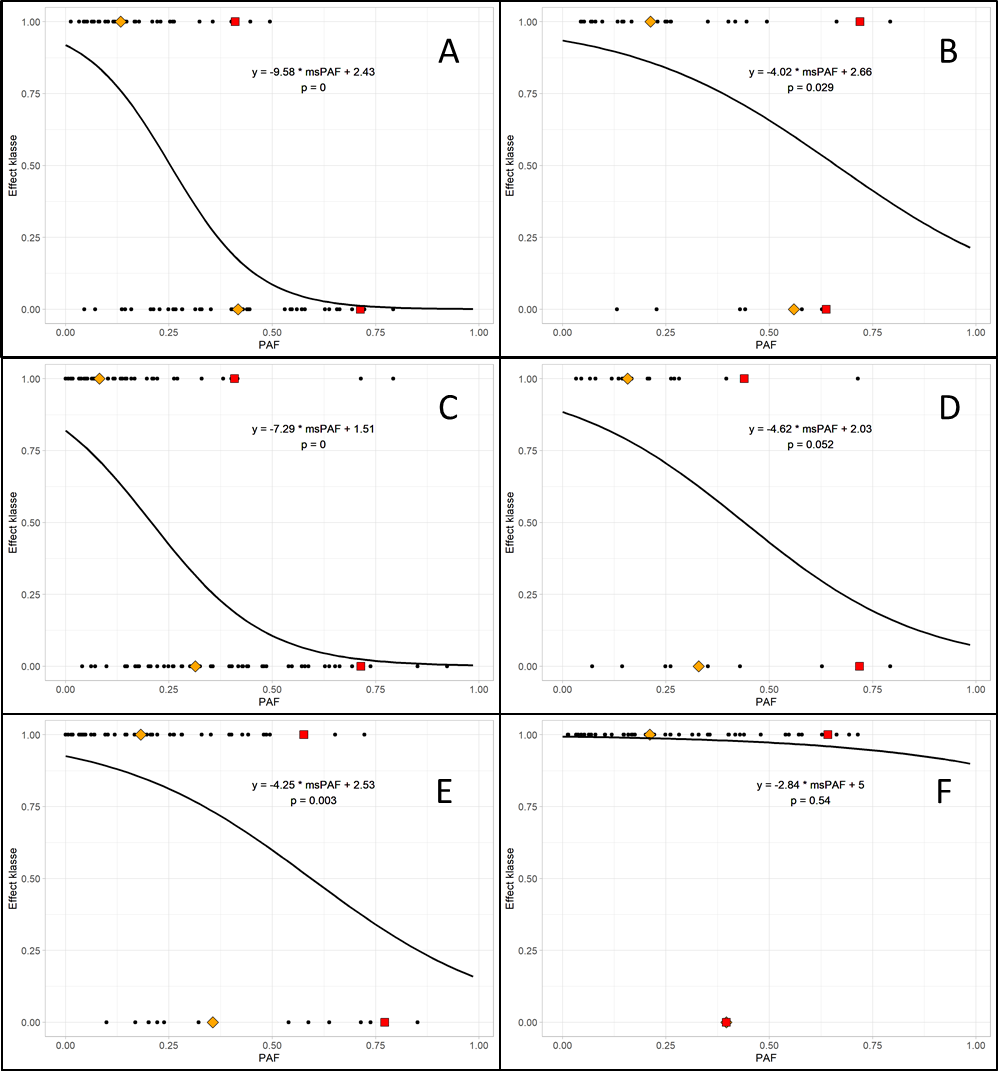 A
y = -9.58 * msPAF + 2.43
p = 0
Effect klasse
1.00
0.75
0.50
0.25
0.00
0.00 0.25 0.50 0.75 1.00
PAF
B
y = -4.02 * msPAF + 2.66
p = 0.029
Effect klasse
1.00
0.75
0.50
0.25
0.00
0.00 0.25 0.50 0.75 1.00
PAF
C
y = -7.29 * msPAF + 1.51
p = 0
Effect klasse
1.00
0.75
0.50
0.25
0.00
0.00 0.25 0.50 0.75 1.00
PAF
D
y = -4.62 * msPAF + 2.03
p = 0.052
Effect klasse
1.00
0.75
0.50
0.25
0.00
0.00 0.25 0.50 0.75 1.00
PAF
E
y = -4.25 * msPAF + 2.53
p = 0.003
Effect klasse
1.00
0.75
0.50
0.25
0.00
0.00 0.25 0.50 0.75 1.00
PAF
F
y = -2.84 * msPAF + 5
p = 0.54
Effect klasse
1.00
0.75
0.50
0.25
0.00
0.00 0.25 0.50 0.75 1.00
PAF